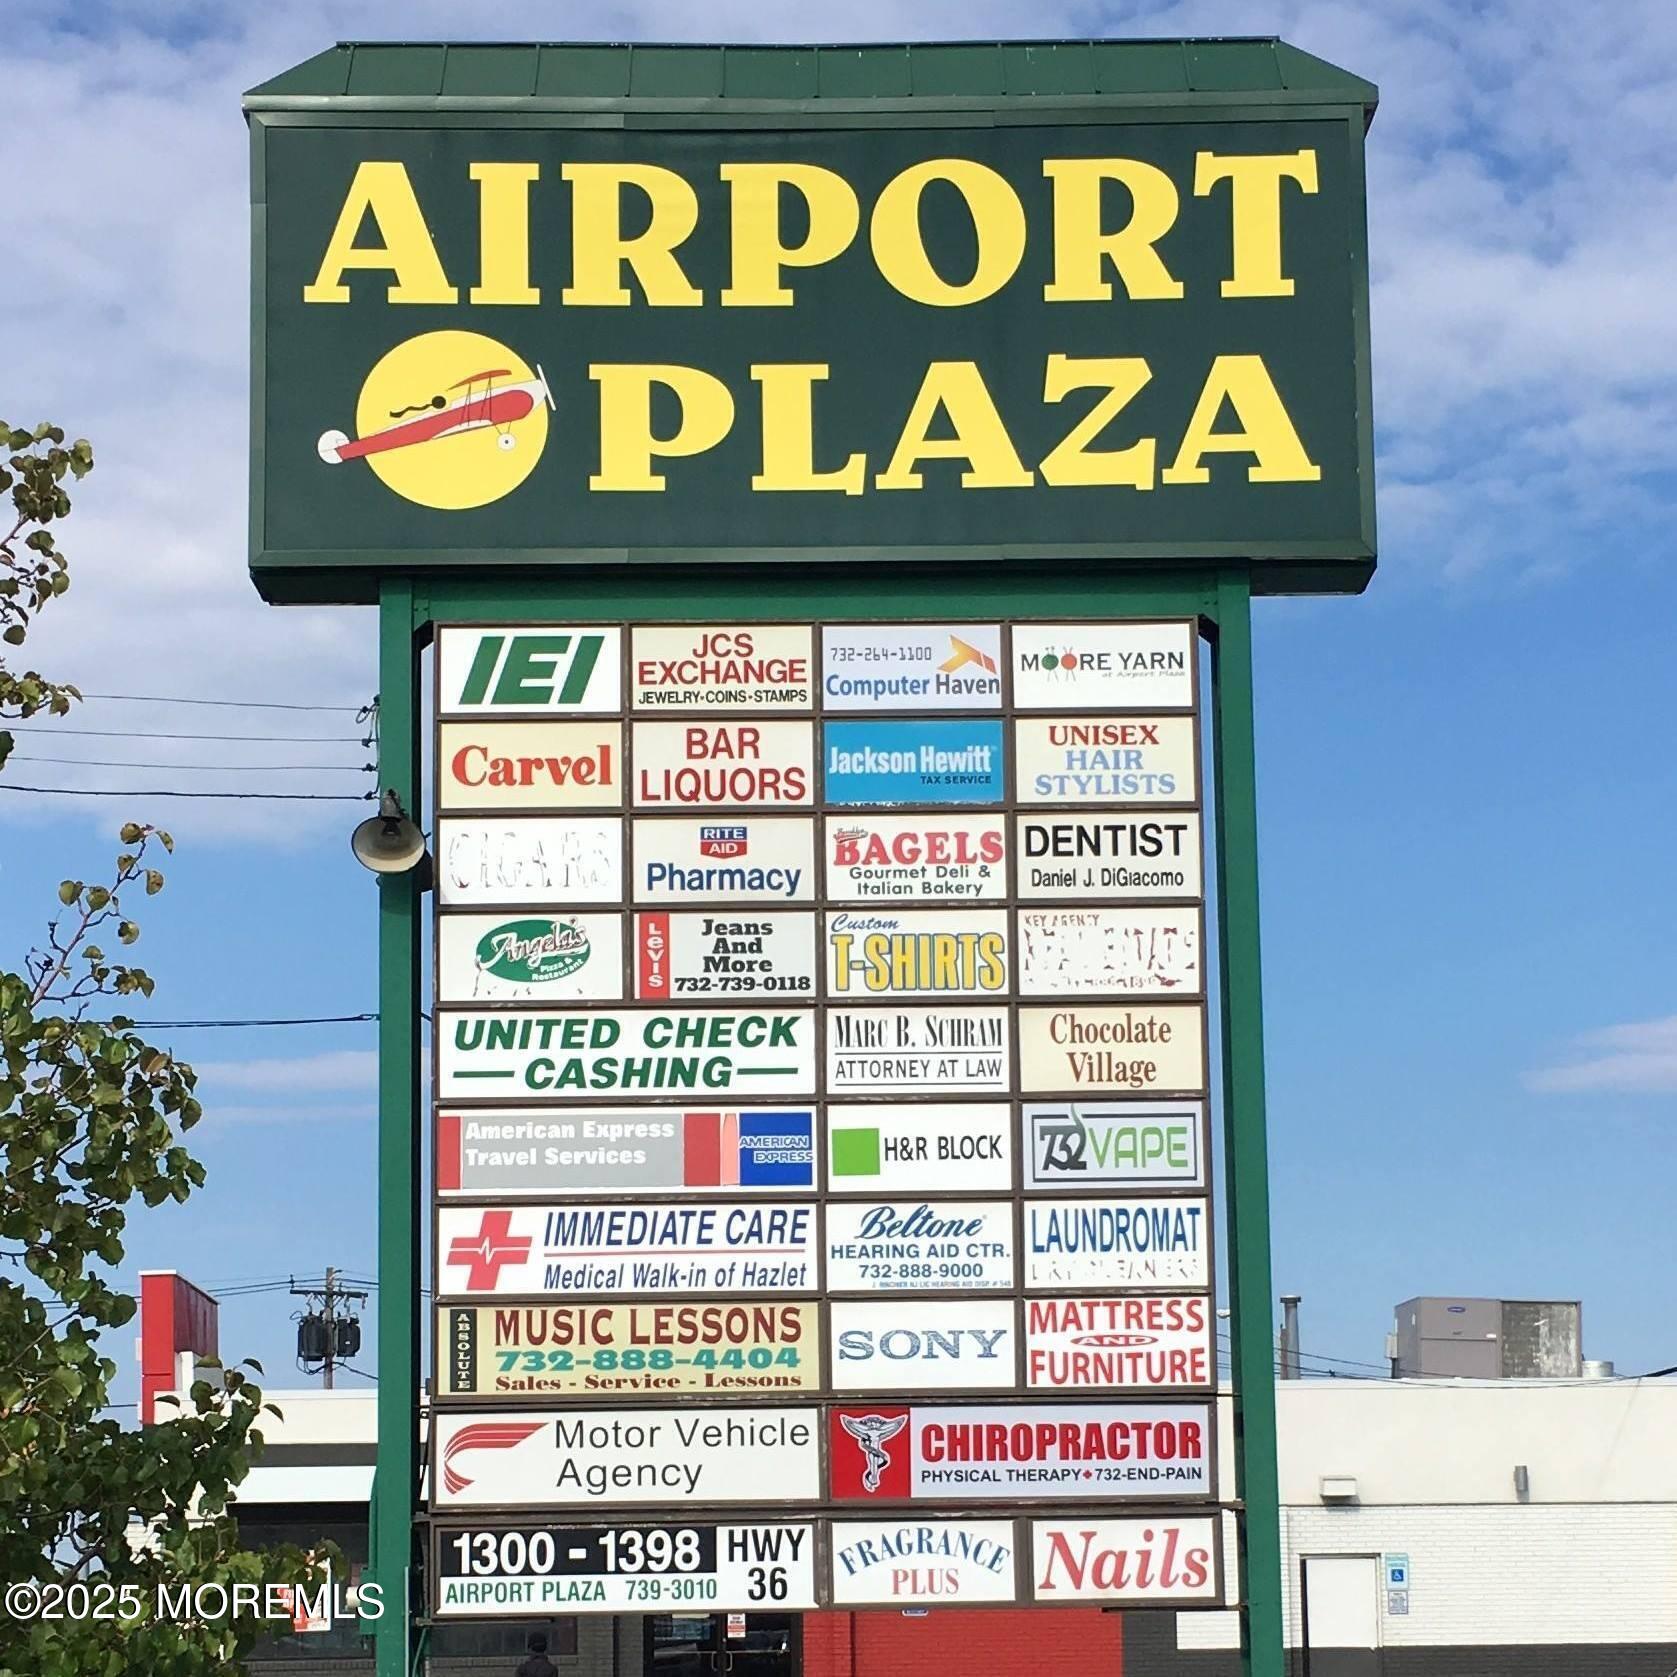 AIRPORT
PLAZA
IEI
JCS
EXCHANGE
JEWELRY·COINS·STAMPS
732-264-1100
Computer Haven
MOORE YARN
at Airport Plaza
Carvel
BAR
LIQUORS
Jackson Hewitt
TAX SERVICE
UNISEX
HAIR
STYLISTS
CIGARS
RITE
AID
Pharmacy
Brooklyn
BAGELS
Gourmet Deli &
Italian Bakery
DENTIST
Daniel J. DiGiacomo
Angela's
Pizza &
Restaurant
Levis
Jeans
And
More
732-739-0118
Custom
T-SHIRTS
KEY AGENCY
UNITED CHECK
CASHING
MARC B. SCHRAM
ATTORNEY AT LAW
Chocolate
Village
American Express
Travel Services
AMERICAN
EXPRESS
H&R BLOCK
732 VAPE
IMMEDIATE CARE
Medical Walk-in of Hazlet
Beltone
HEARING AID CTR.
732-888-9000
LAUNDROMAT
DRY CLEANERS
ABSOLUTE
MUSIC LESSONS
732-888-4404
Sales - Service - Lessons
SONY
MATTRESS
AND
FURNITURE
Motor Vehicle
Agency
CHIROPRACTOR
PHYSICAL THERAPY 732-END-PAIN
1300 - 1398
AIRPORT PLAZA 739-3010
HWY
36
FRAGRANCE
PLUS
Nails
©2025 MOREMLS